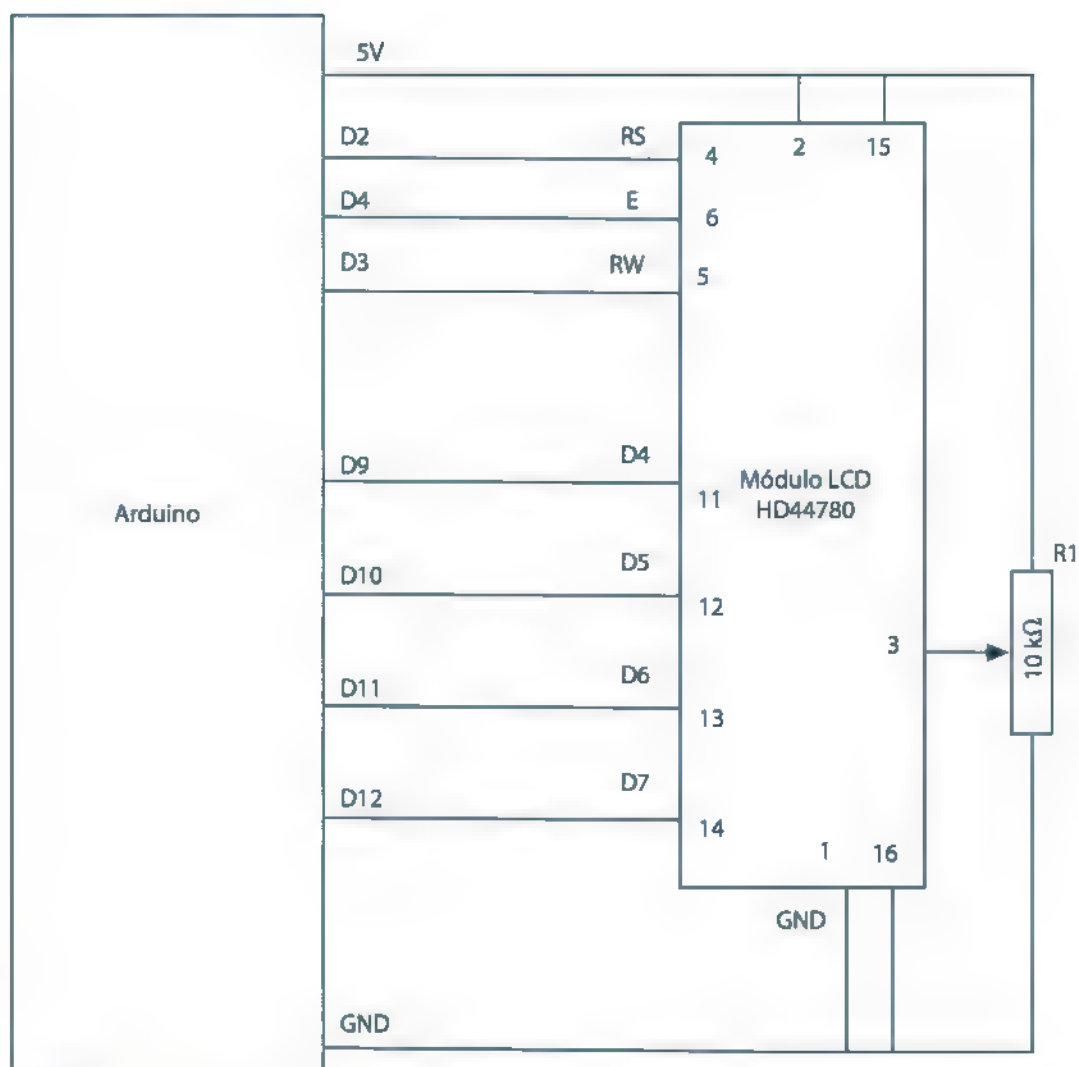 5V
D2 RS 4 2 15
D4 E 6
D3 RW 5
D9 D4 11
Módulo LCD
HD44780
Arduino
R1
10 kΩ
D10 D5 12
3
D11 D6 13
D12 D7 14
1 16
GND
GND